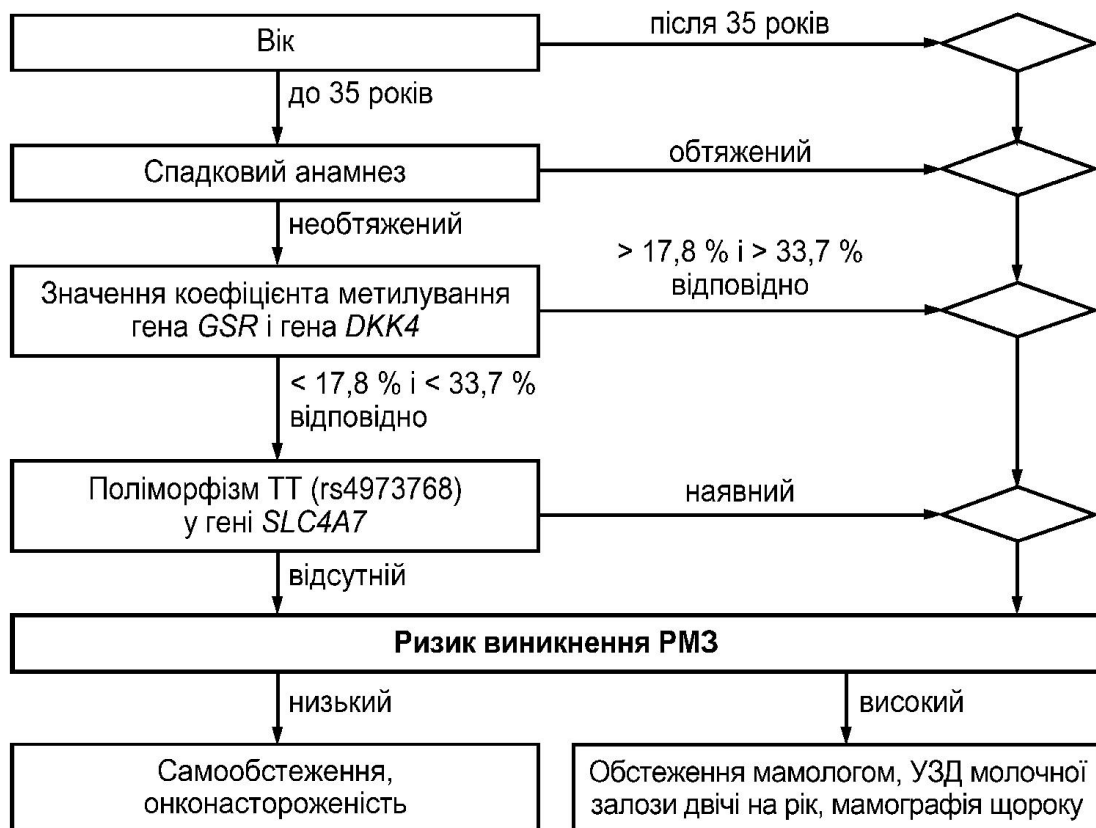 Вік
після 35 років
до 35 років
Спадковий анамнез
обтяжений
необтяжений
> 17,8 % і > 33,7 %
відповідно
Значення коефіцієнта метилування
гена GSR і гена DKK4
< 17,8 % і < 33,7 %
відповідно
Поліморфізм ТТ (rs4973768)
у гені SLC4A7
наявний
відсутній
Ризик виникнення РМЗ
низький
високий
Самообстеження,
онконастороженість
Обстеження мамологом, УЗД молочної
залози двічі на рік, мамографія щороку